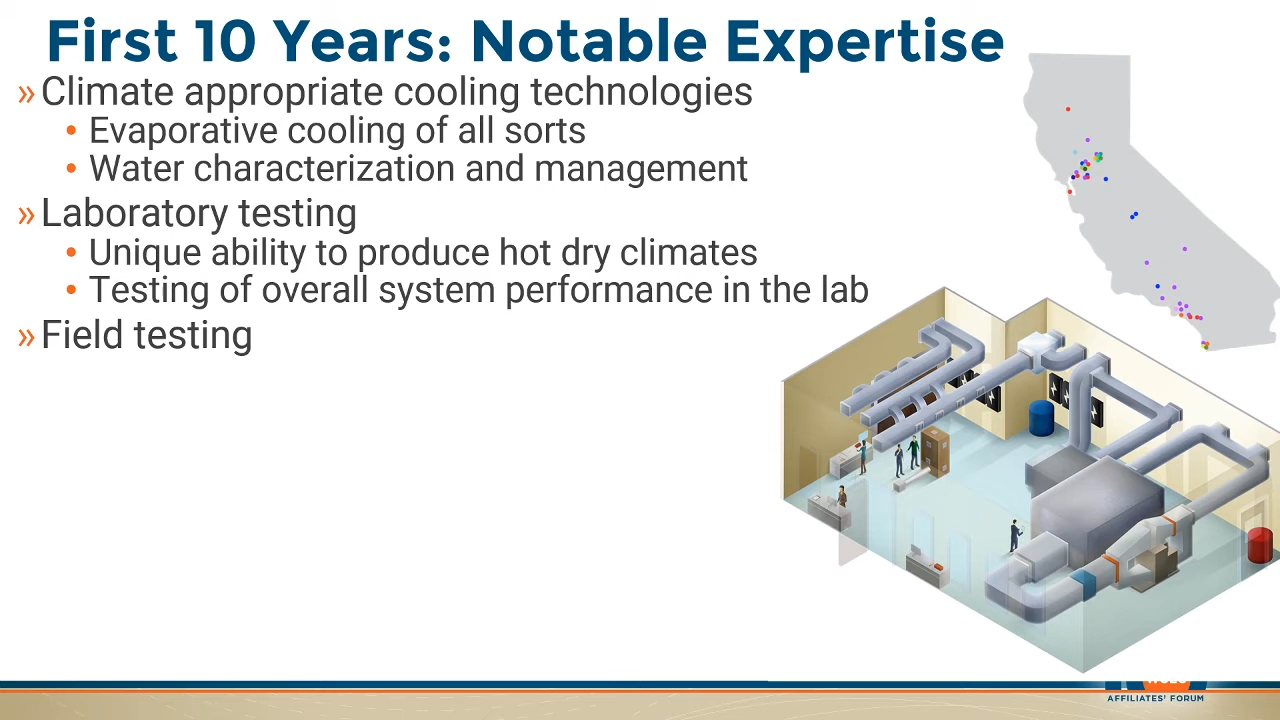 First 10 Years: Notable Expertise
» Climate appropriate cooling technologies
• Evaporative cooling of all sorts
• Water characterization and management
» Laboratory testing
• Unique ability to produce hot dry climates
• Testing of overall system performance in the lab
» Field testing
AFFILIATES' FORUM